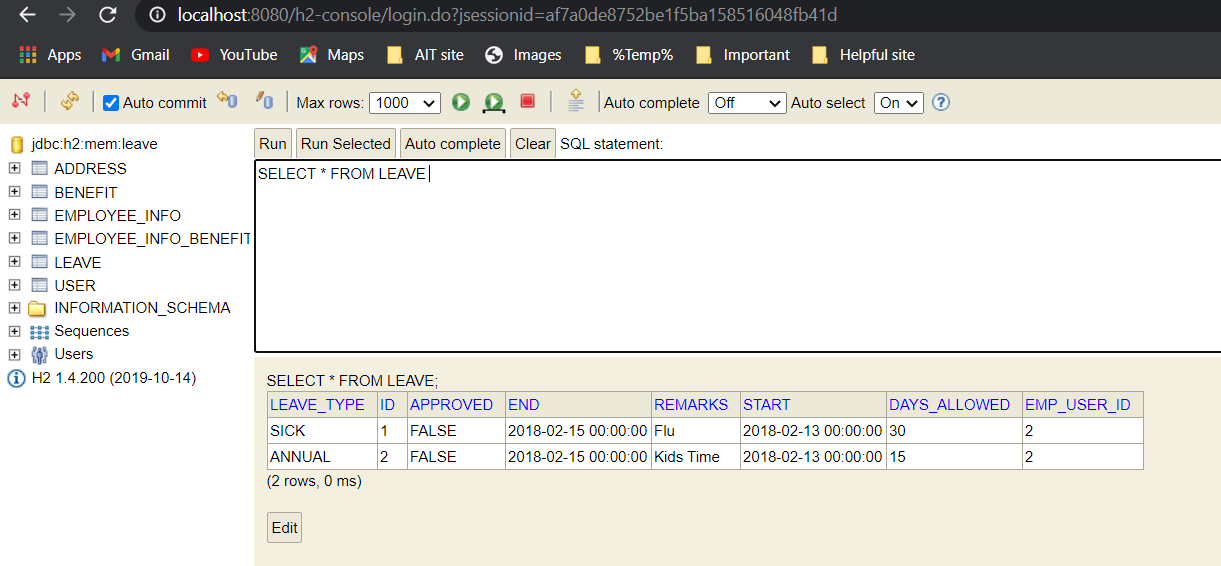 localhost:8080/h2-console/login.do?jsessionid=af7a0de8752be1f5ba158516048fb41d
Apps Gmail YouTube Maps AIT site Images %Temp% Important Helpful site
Auto commit Max rows: 1000 Auto complete Off Auto select On
jdbc:h2:mem:leave
ADDRESS
BENEFIT
EMPLOYEE_INFO
EMPLOYEE_INFO_BENEFIT
LEAVE
USER
INFORMATION_SCHEMA
Sequences
Users
H2 1.4.200 (2019-10-14)
Run Run Selected Auto complete Clear SQL statement:
SELECT * FROM LEAVE
SELECT * FROM LEAVE;
LEAVE_TYPE ID APPROVED END REMARKS START DAYS_ALLOWED EMP_USER_ID
SICK 1 FALSE 2018-02-15 00:00:00 Flu 2018-02-13 00:00:00 30 2
ANNUAL 2 FALSE 2018-02-15 00:00:00 Kids Time 2018-02-13 00:00:00 15 2
(2 rows, 0 ms)
Edit